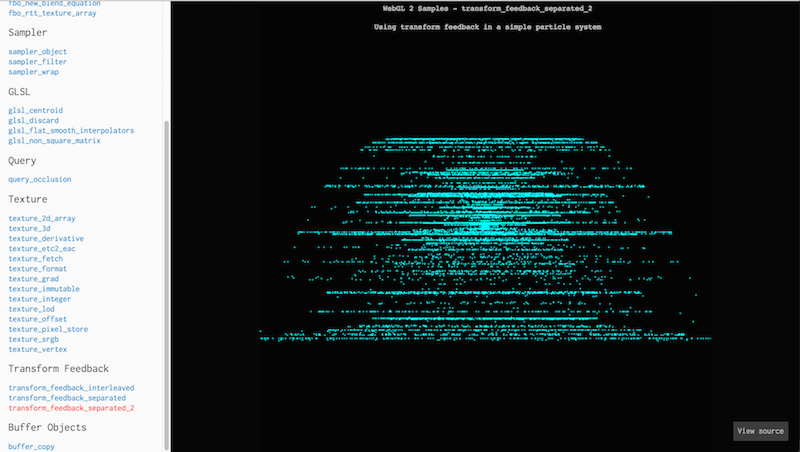 fbo_new_blend_equation
fbo_rtt_texture_array
Sampler
sampler_object
sampler_filter
sampler_wrap
GLSL
glsl_centroid
glsl_discard
glsl_flat_smooth_interpolators
glsl_non_square_matrix
Query
query_occlusion
Texture
texture_2d_array
texture_3d
texture_derivative
texture_etc2_eac
texture_fetch
texture_format
texture_grad
texture_immutable
texture_integer
texture_lod
texture_offset
texture_pixel_store
texture_srgb
texture_vertex
Transform Feedback
transform_feedback_interleaved
transform_feedback_separated
transform_feedback_separated_2
Buffer Objects
buffer_copy
WebGL 2 Samples - transform_feedback_separated_2
Using transform feedback in a simple particle system
View source